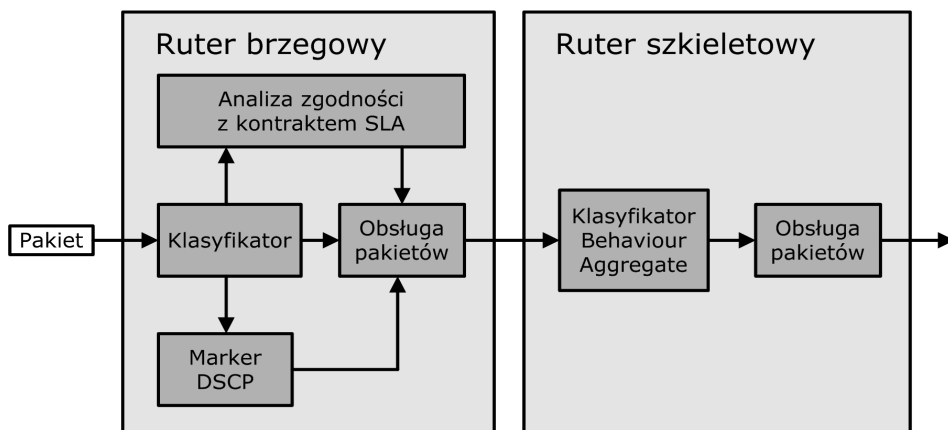 Ruter brzegowy
Analiza zgodności
z kontraktem SLA
Pakiet
Klasyfikator
Obsługa
pakietów
Marker
DSCP
Ruter szkieletowy
Klasyfikator
Behaviour
Aggregate
Obsługa
pakietów